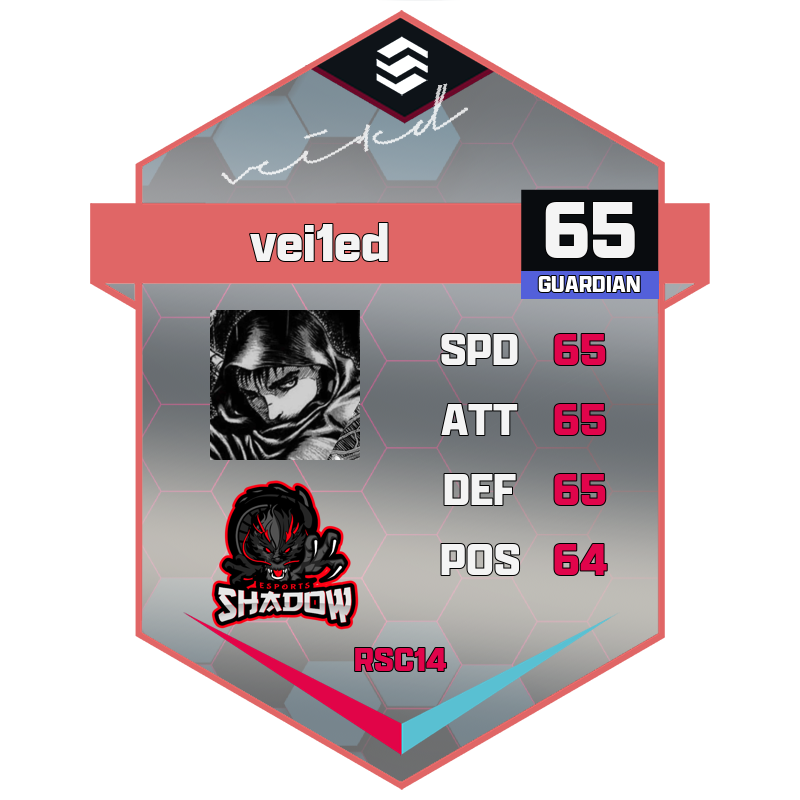 vei1ed
vei1ed
65
GUARDIAN
SPD 65
ATT 65
DEF 65
POS 64
ESPORTS
SHADOW
RSC14